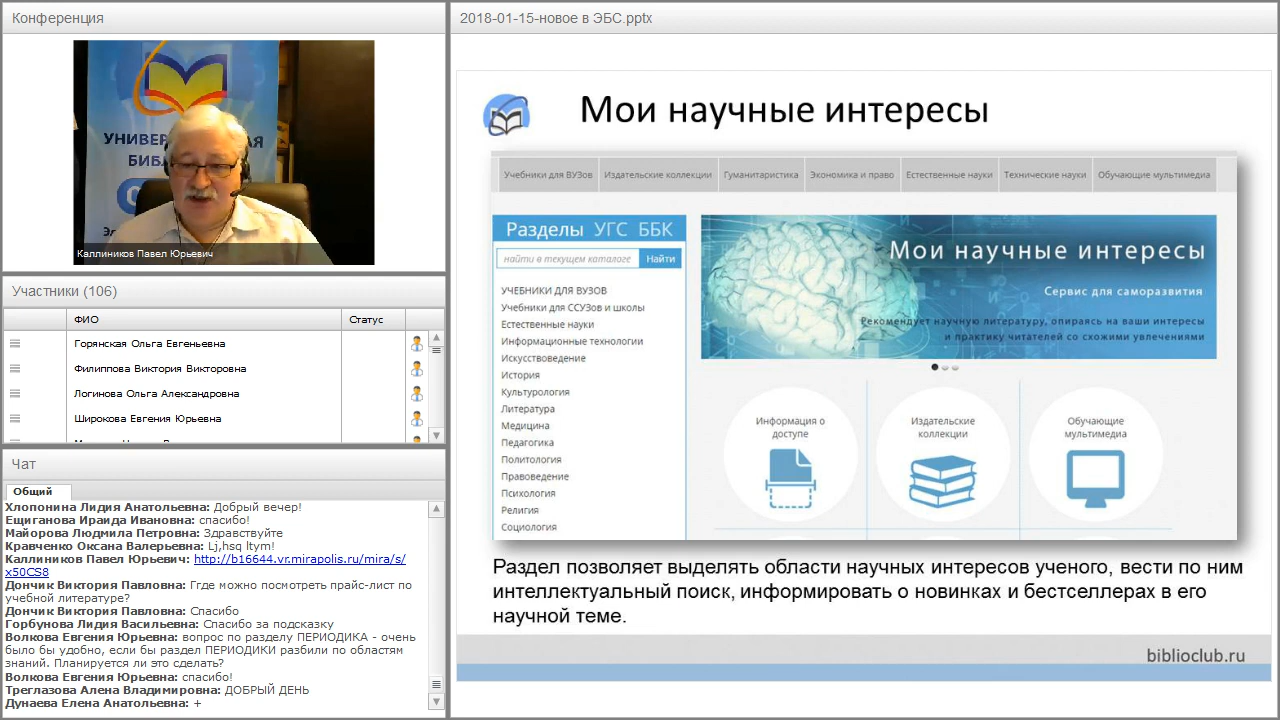 Конференция
УНИВЕР
АЯ
БИБЛ
Каллиников Павел Юрьевич
Участники (106)
ФИО
Статус
Горянская Ольга Евгеньевна
Филиппова Виктория Викторовна
Логинова Ольга Александровна
Широкова Евгения Юрьевна
Чат
Общий
Хлопонина Лидия Анатольевна: Добрый вечер!
Ещиганова Ираида Ивановна: спасибо!
Майорова Людмила Петровна: Здравствуйте
Кравченко Оксана Валерьевна: Lj,hsq ltym!
Каллиников Павел Юрьевич: http://b16644.vr.mirapolis.ru/mira/s/
x50CS8
Дончик Виктория Павловна: Ггде можно посмотреть прайс-лист по
учебной литературе?
Дончик Виктория Павловна: Спасибо
Горбунова Лидия Васильевна: Спасибо за подсказку
Волкова Евгения Юрьевна: вопрос по разделу ПЕРИОДИКА - очень
было бы удобно, если бы раздел ПЕРИОДИКИ разбили по областям
знаний. Планируется ли это сделать?
Волкова Евгения Юрьевна: спасибо!
Треглазова Алена Владимировна: ДОБРЫЙ ДЕНЬ
Дунаева Елена Анатольевна: +
2018-01-15-новое в ЭБС.pptx
Мои научные интересы
Учебники для ВУЗов
Издательские коллекции
Гуманитаристика
Экономика и право
Естественные науки
Технические науки
Обучающие мультимедиа
Разделы УГС ББК
найти в текущем каталоге
Найти
УЧЕБНИКИ ДЛЯ ВУЗОВ
Учебники для ССУЗов и школы
Естественные науки
Информационные технологии
Искусствоведение
История
Культурология
Литература
Медицина
Педагогика
Политология
Правоведение
Психология
Религия
Социология
Мои научные интересы
Сервис для саморазвития
Рекомендует научную литературу, опираясь на ваши интересы
и практику читателей со схожими увлечениями
Информация о
доступе
Издательские
коллекции
Обучающие
мультимедиа
Раздел позволяет выделять области научных интересов ученого, вести по ним
интеллектуальный поиск, информировать о новинках и бестселлерах в его
научной теме.
biblioclub.ru